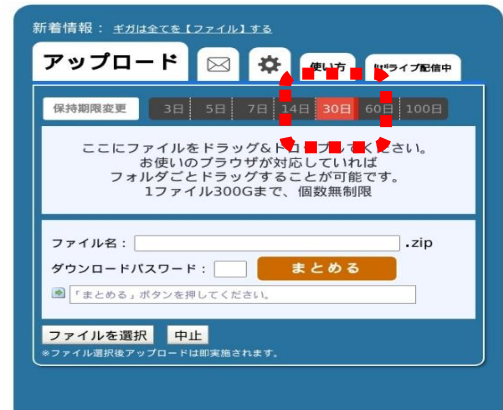 新着情報： ギガは全てを【ファイル】する
アップロード 使い方 ライブ配信中
保持期限変更 3日 5日 7日 14日 30日 60日 100日
ここにファイルをドラッグ&ドロップしてください。
お使いのブラウザが対応していれば
フォルダごとドラッグすることが可能です。
1ファイル300Gまで、個数無制限
ファイル名： .zip
ダウンロードパスワード： まとめる
「まとめる」ボタンを押してください。
ファイルを選択 中止
※ファイル選択後アップロードは即実施されます。